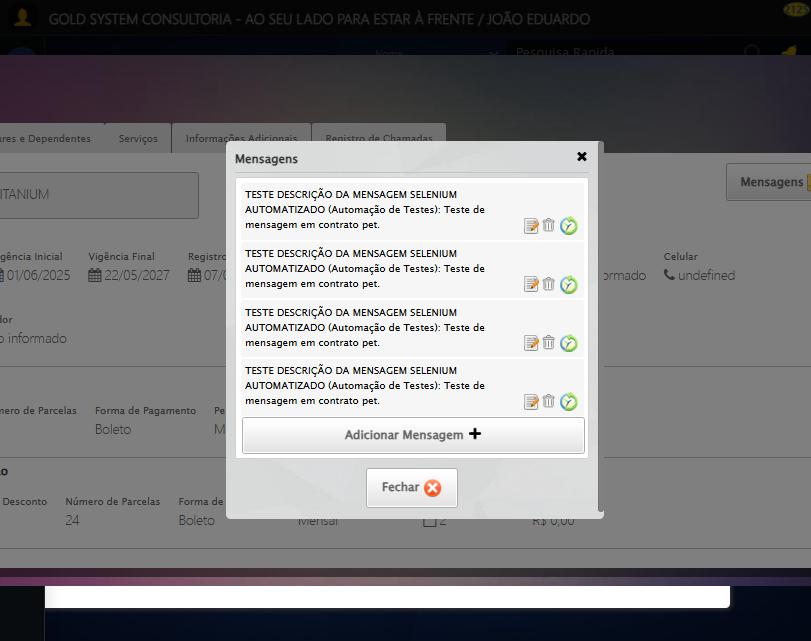 GOLD SYSTEM CONSULTORIA - AO SEU LADO PARA ESTAR À FRENTE / JOÃO EDUARDO
2125
Nome
Pesquisa Rapida
res e Dependentes
Serviços
Informações Adicionais
Registro de Chamadas
Mensagens
ITANIUM
Mensagens
TESTE DESCRIÇÃO DA MENSAGEM SELENIUM
AUTOMATIZADO (Automação de Testes): Teste de
mensagem em contrato pet.
TESTE DESCRIÇÃO DA MENSAGEM SELENIUM
AUTOMATIZADO (Automação de Testes): Teste de
mensagem em contrato pet.
TESTE DESCRIÇÃO DA MENSAGEM SELENIUM
AUTOMATIZADO (Automação de Testes): Teste de
mensagem em contrato pet.
TESTE DESCRIÇÃO DA MENSAGEM SELENIUM
AUTOMATIZADO (Automação de Testes): Teste de
mensagem em contrato pet.
Adicionar Mensagem
Fechar
gência Inicial
Vigência Final
Registro
Celular
01/06/2025
22/05/2027
07/0
ormado
undefined
dor
o informado
mero de Parcelas
Forma de Pagamento
Pe
Boleto
M
o
Desconto
Número de Parcelas
Forma de
24
Boleto
Mensal
2
R$ 0,00